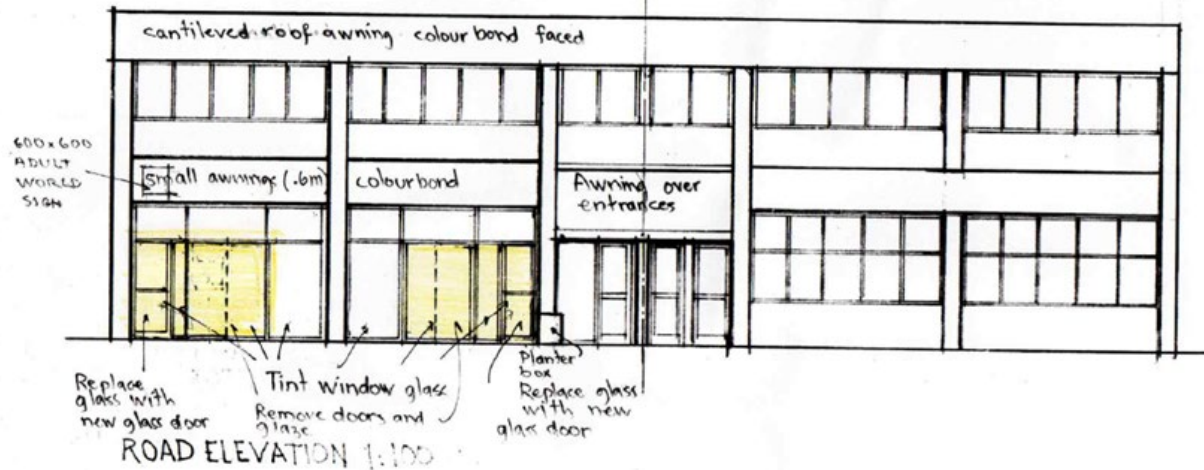 cantileved roof awning colour bond faced
600 x 600
ADULT
WORLD
SIGN
small awnings (.6m)
colourbond
Awning over
entrances
Replace
glass with
new glass door
Tint window glass
Remove doors and
glaze
Planter
box
Replace glass
with new
glass door
ROAD ELEVATION 1:100